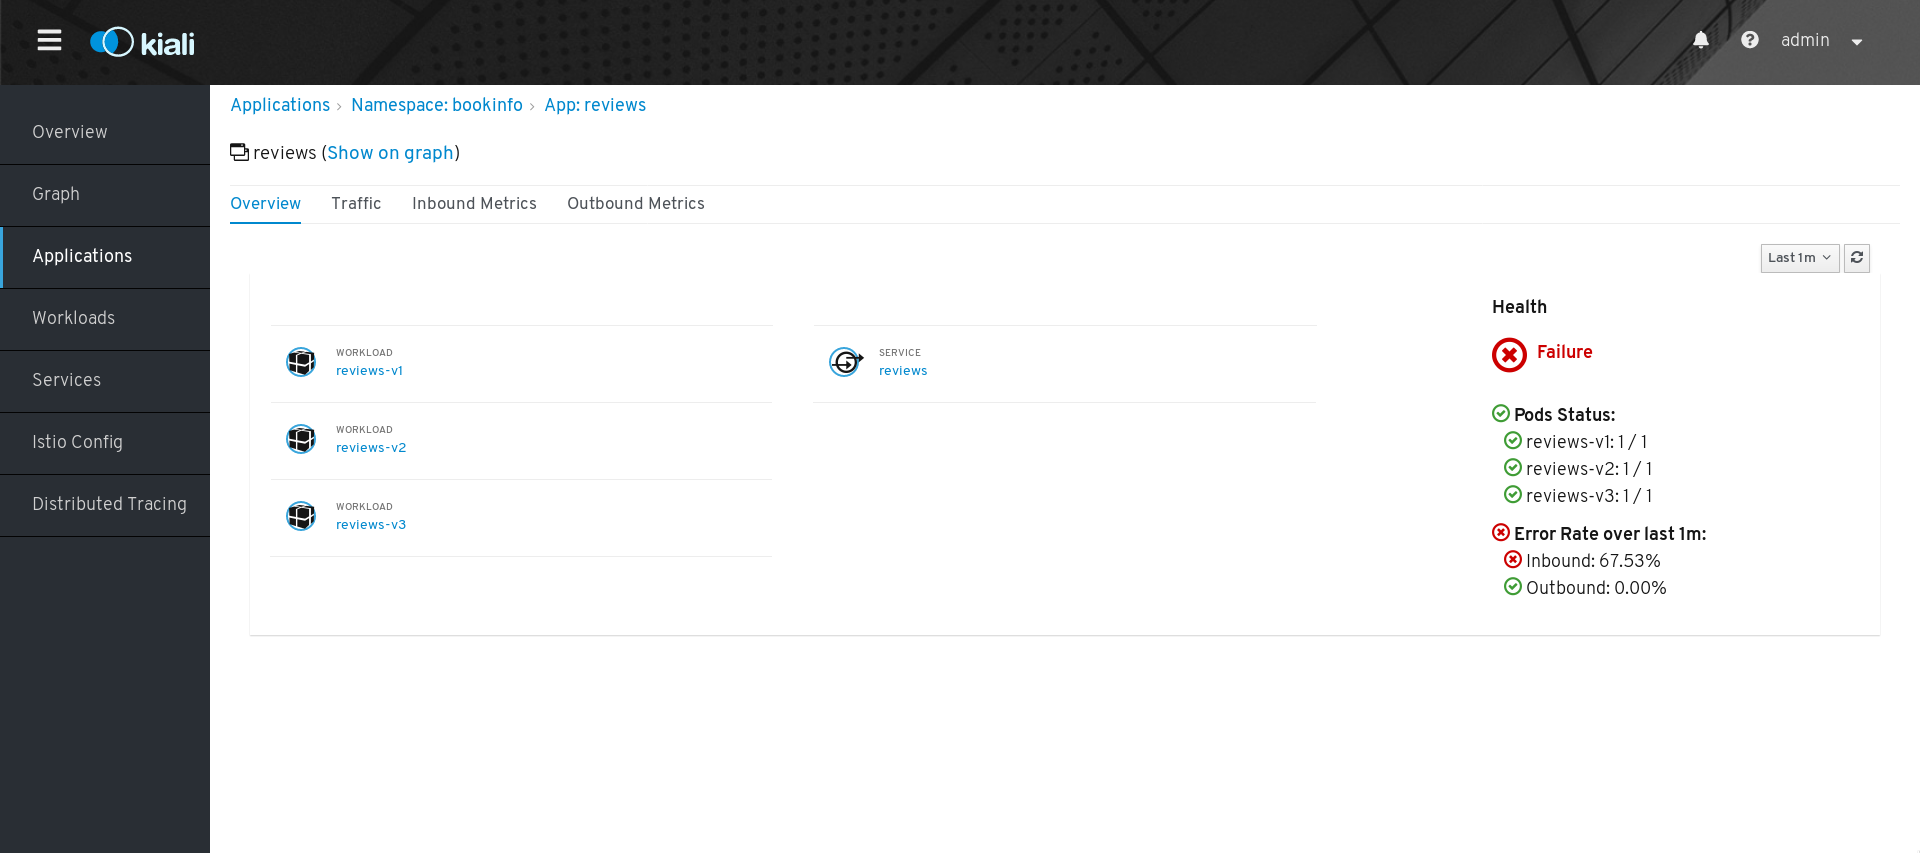 kiali
admin
Overview
Graph
Applications
Workloads
Services
Istio Config
Distributed Tracing
Applications › Namespace: bookinfo › App: reviews
reviews (Show on graph)
Overview Traffic Inbound Metrics Outbound Metrics
Last 1m
WORKLOAD
reviews-v1
WORKLOAD
reviews-v2
WORKLOAD
reviews-v3
SERVICE
reviews
Health
Failure
Pods Status:
reviews-v1: 1 / 1
reviews-v2: 1 / 1
reviews-v3: 1 / 1
Error Rate over last 1m:
Inbound: 67.53%
Outbound: 0.00%